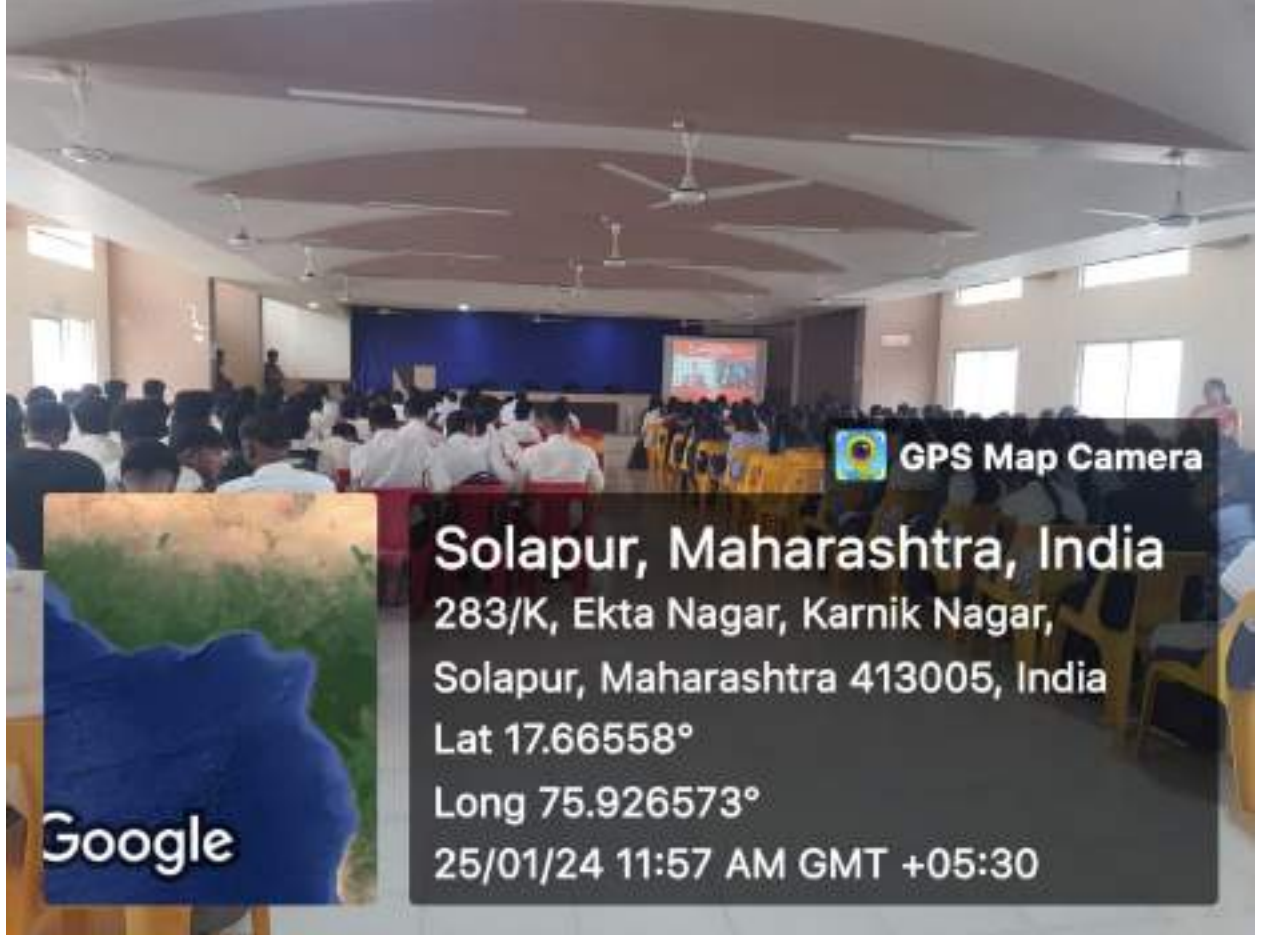 GPS Map Camera
Solapur, Maharashtra, India
283/K, Ekta Nagar, Karnik Nagar,
Solapur, Maharashtra 413005, India
Lat 17.66558°
Long 75.926573°
25/01/24 11:57 AM GMT +05:30
Google